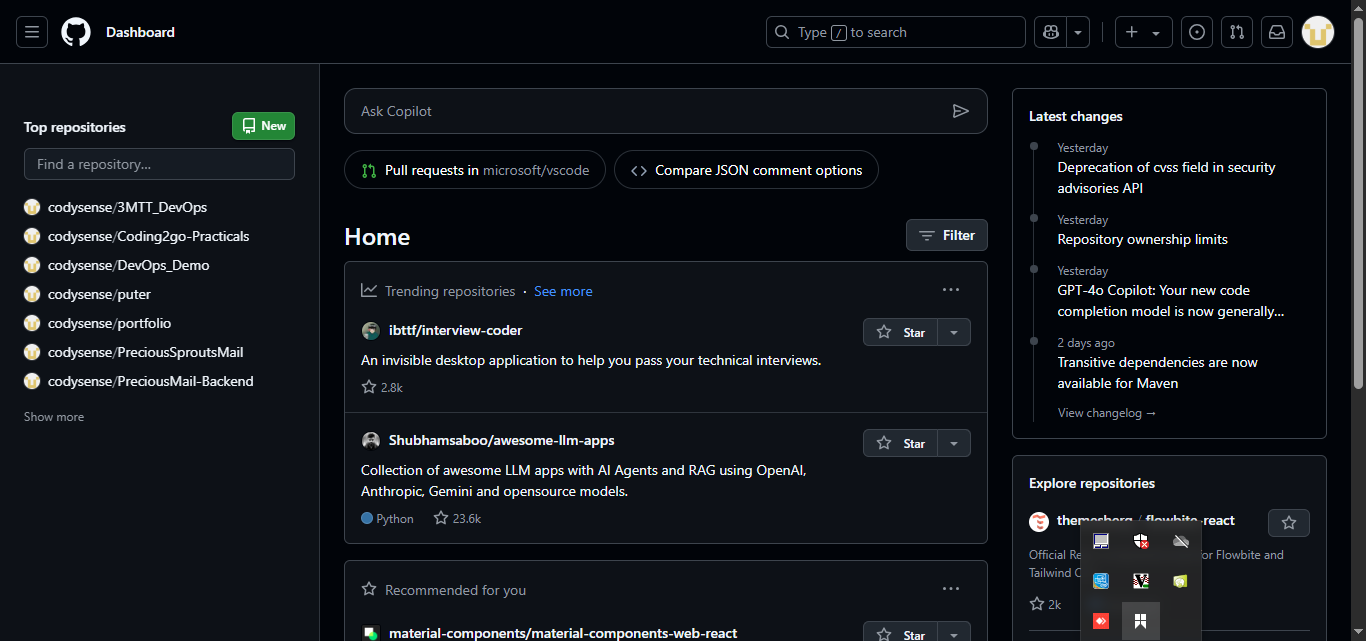 Dashboard
Type / to search
Top repositories
New
Find a repository...
codysense/3MTT_DevOps
codysense/Coding2go-Practicals
codysense/DevOps_Demo
codysense/puter
codysense/portfolio
codysense/PreciousSproutsMail
codysense/PreciousMail-Backend
Show more
Ask Copilot
Pull requests in microsoft/vscode
Compare JSON comment options
Home
Filter
Trending repositories · See more
ibttf/interview-coder
Star
An invisible desktop application to help you pass your technical interviews.
2.8k
Shubhamsaboo/awesome-llm-apps
Star
Collection of awesome LLM apps with AI Agents and RAG using OpenAI,
Anthropic, Gemini and opensource models.
Python 23.6k
Recommended for you
material-components/material-components-web-react
Star
Latest changes
Yesterday
Deprecation of cvss field in security
advisories API
Yesterday
Repository ownership limits
Yesterday
GPT-4o Copilot: Your new code
completion model is now generally...
2 days ago
Transitive dependencies are now
available for Maven
View changelog →
Explore repositories
themesberg / flowbite-react
Official for Flowbite and
Tailwind
2k